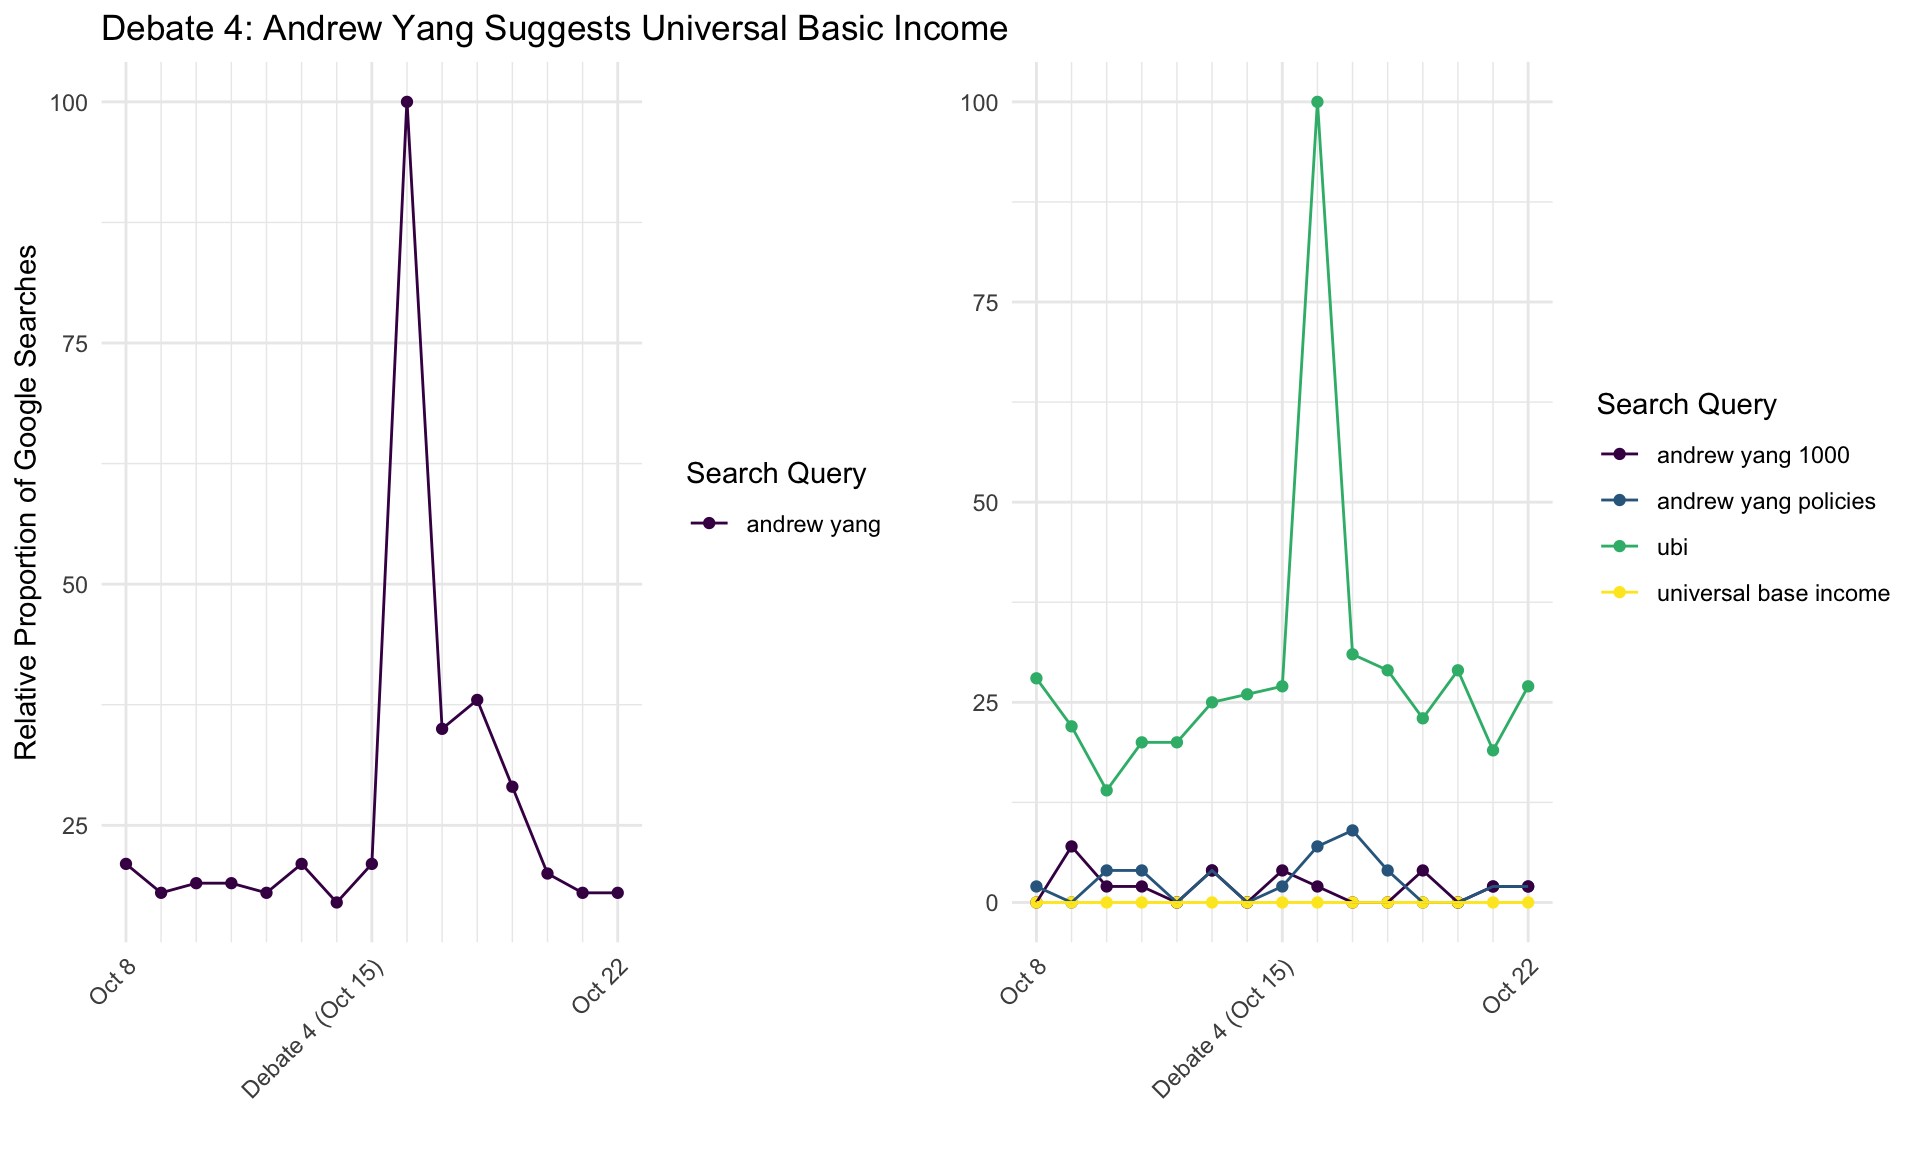 Debate 4: Andrew Yang Suggests Universal Basic Income
Relative Proportion of Google Searches
100
75
50
25
Oct 8
Debate 4 (Oct 15)
Oct 22
Search Query
andrew yang
100
75
50
25
0
Oct 8
Debate 4 (Oct 15)
Oct 22
Search Query
andrew yang 1000
andrew yang policies
ubi
universal base income